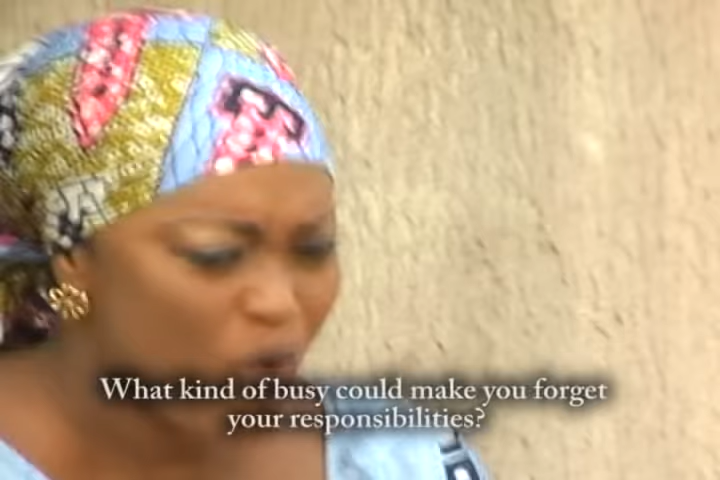 What kind of busy could make you forget
your responsibilities?